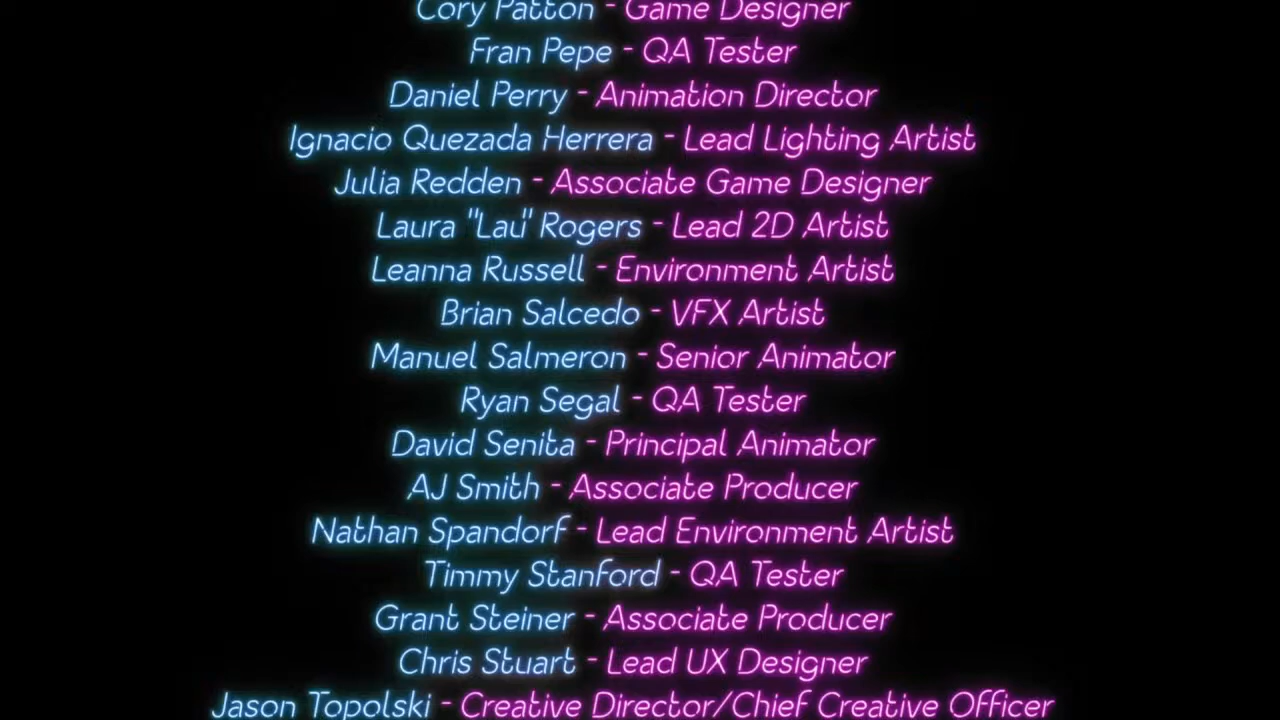 Cory Patton - Game Designer
Fran Pepe - QA Tester
Daniel Perry - Animation Director
Ignacio Quezada Herrera - Lead Lighting Artist
Julia Redden - Associate Game Designer
Laura "Lau" Rogers - Lead 2D Artist
Leanna Russell - Environment Artist
Brian Salcedo - VFX Artist
Manuel Salmeron - Senior Animator
Ryan Segal - QA Tester
David Senita - Principal Animator
AJ Smith - Associate Producer
Nathan Spandorf - Lead Environment Artist
Timmy Stanford - QA Tester
Grant Steiner - Associate Producer
Chris Stuart - Lead UX Designer
Jason Topolski - Creative Director/Chief Creative Officer